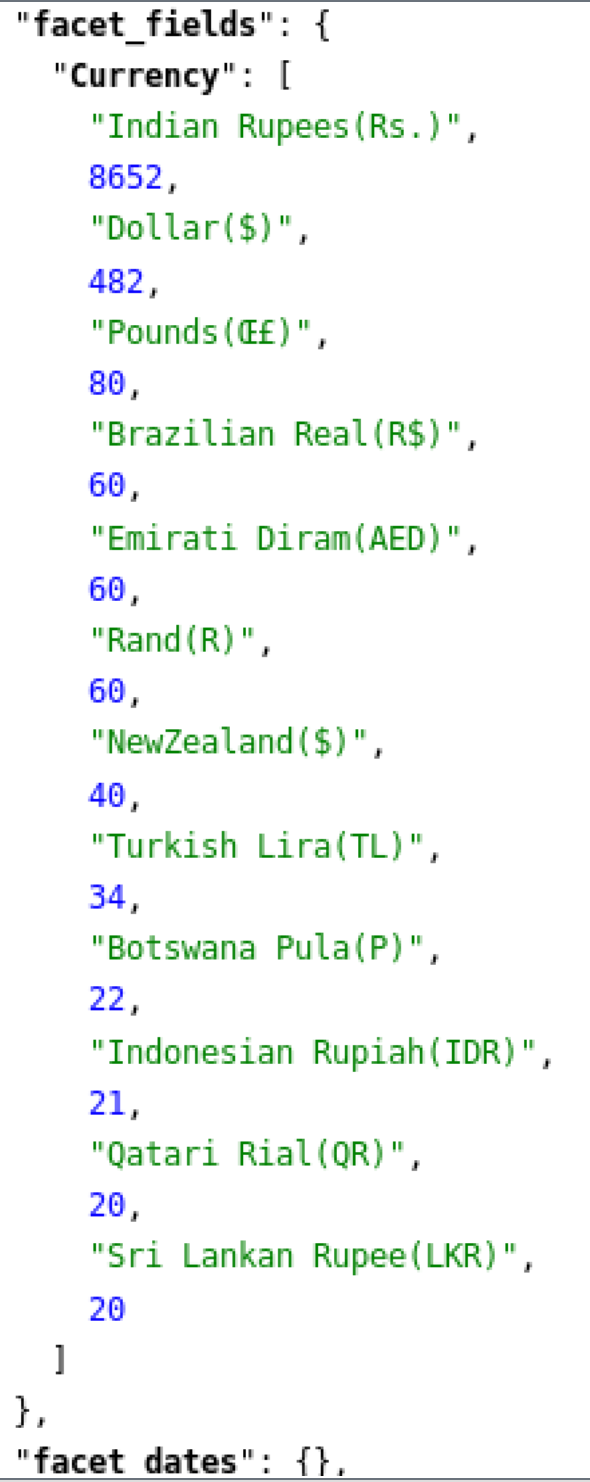 "facet_fields": {
"Currency": [
"Indian Rupees(Rs.)",
8652,
"Dollar($)",
482,
"Pounds(Œ£)",
80,
"Brazilian Real(R$)",
60,
"Emirati Diram(AED)",
60,
"Rand(R)",
60,
"NewZealand($)",
40,
"Turkish Lira(TL)",
34,
"Botswana Pula(P)",
22,
"Indonesian Rupiah(IDR)",
21,
"Qatari Rial(QR)",
20,
"Sri Lankan Rupee(LKR)",
20
]
},
"facet_dates": {},